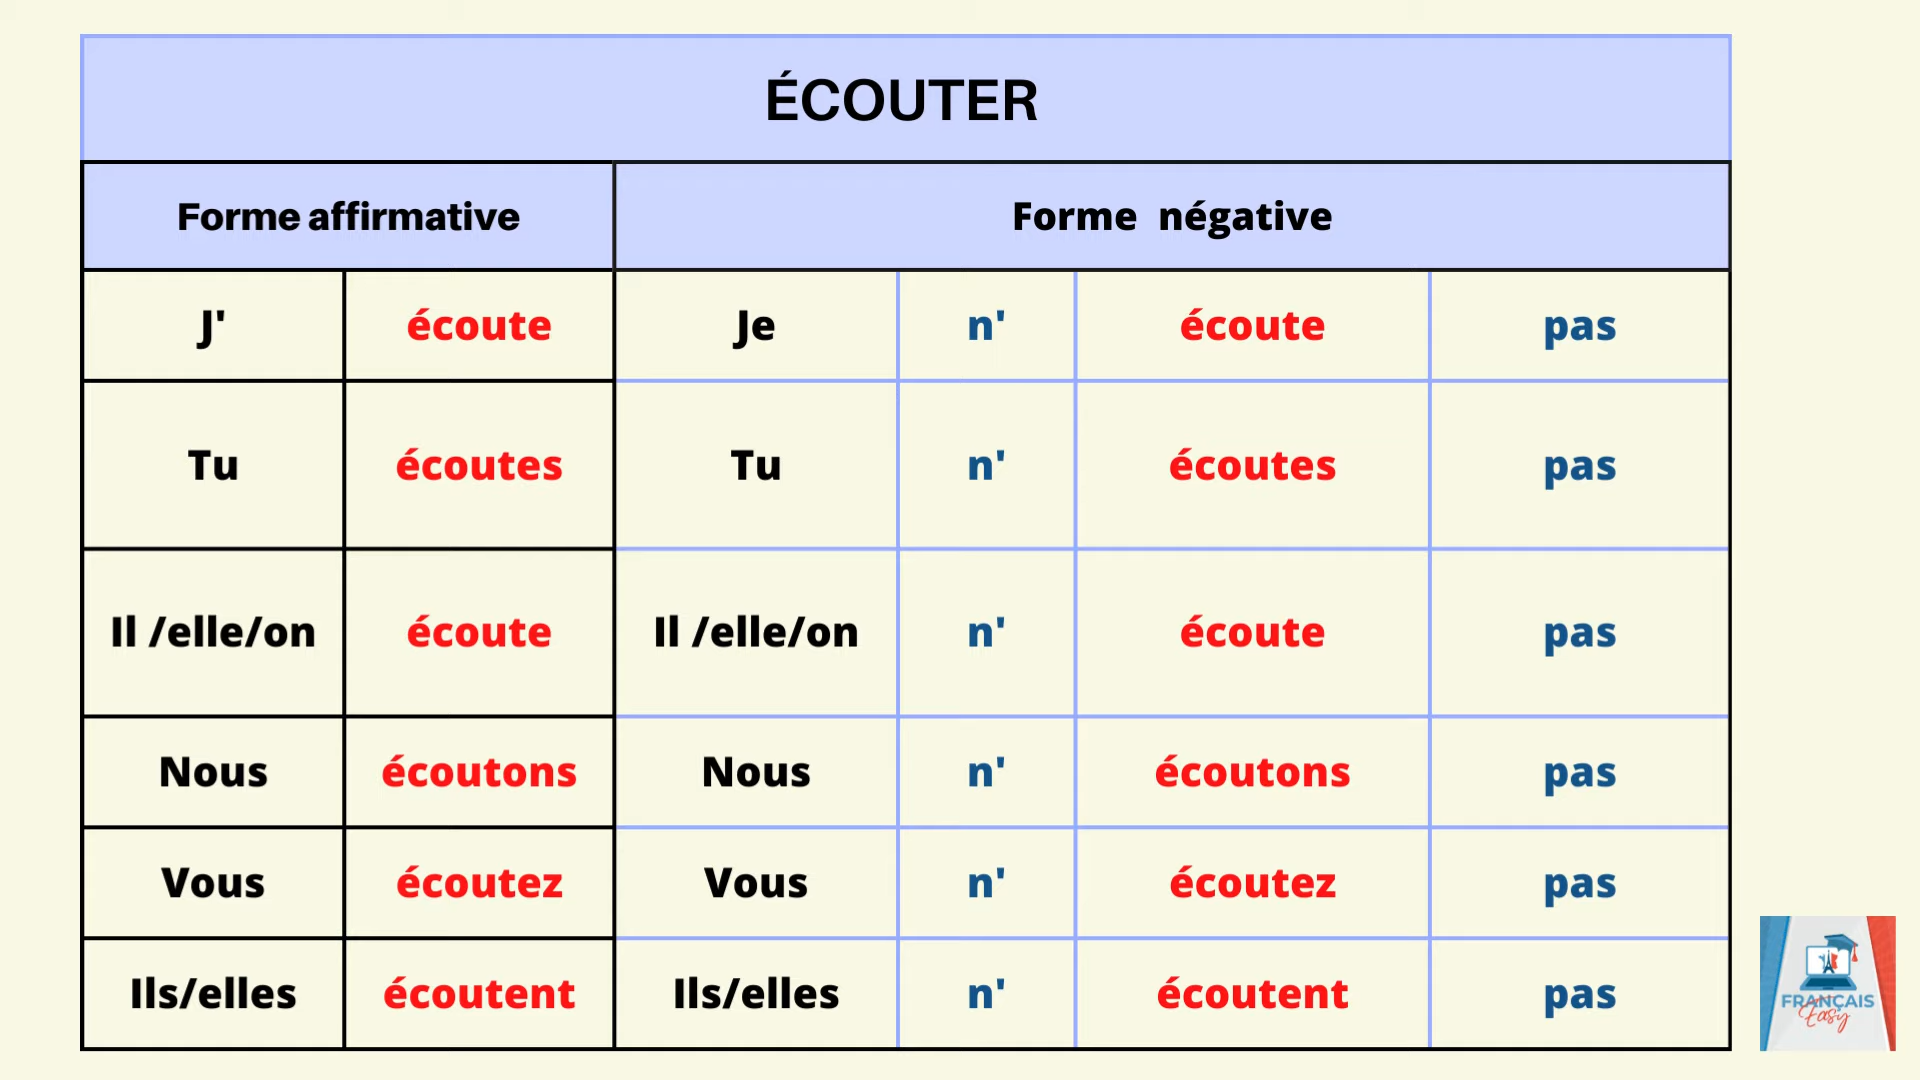 ÉCOUTER
Forme affirmative Forme négative
J' écoute Je n' écoute pas
Tu écoutes Tu n' écoutes pas
Il /elle/on écoute Il /elle/on n' écoute pas
Nous écoutons Nous n' écoutons pas
Vous écoutez Vous n' écoutez pas
Ils/elles écoutent Ils/elles n' écoutent pas
FRANÇAIS
Easy